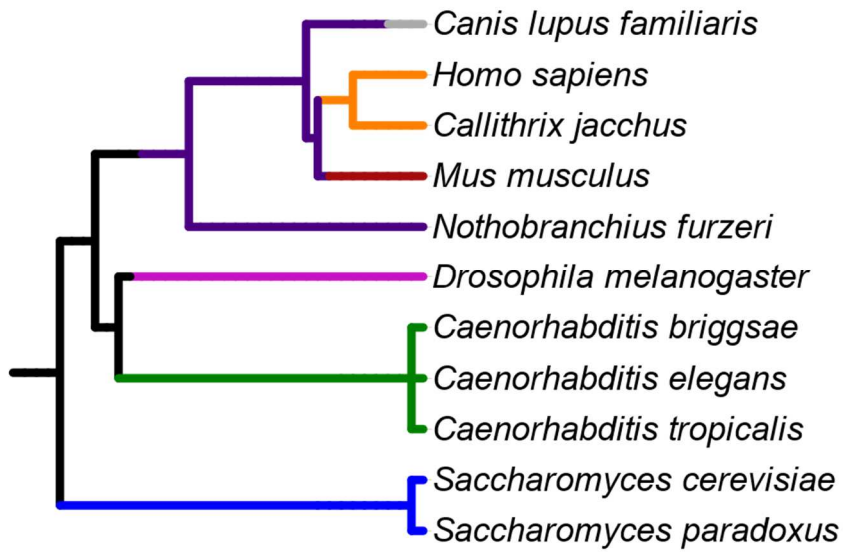 Canis lupus familiaris
Homo sapiens
Callithrix jacchus
Mus musculus
Nothobranchius furzeri
Drosophila melanogaster
Caenorhabditis briggsae
Caenorhabditis elegans
Caenorhabditis tropicalis
Saccharomyces cerevisiae
Saccharomyces paradoxus